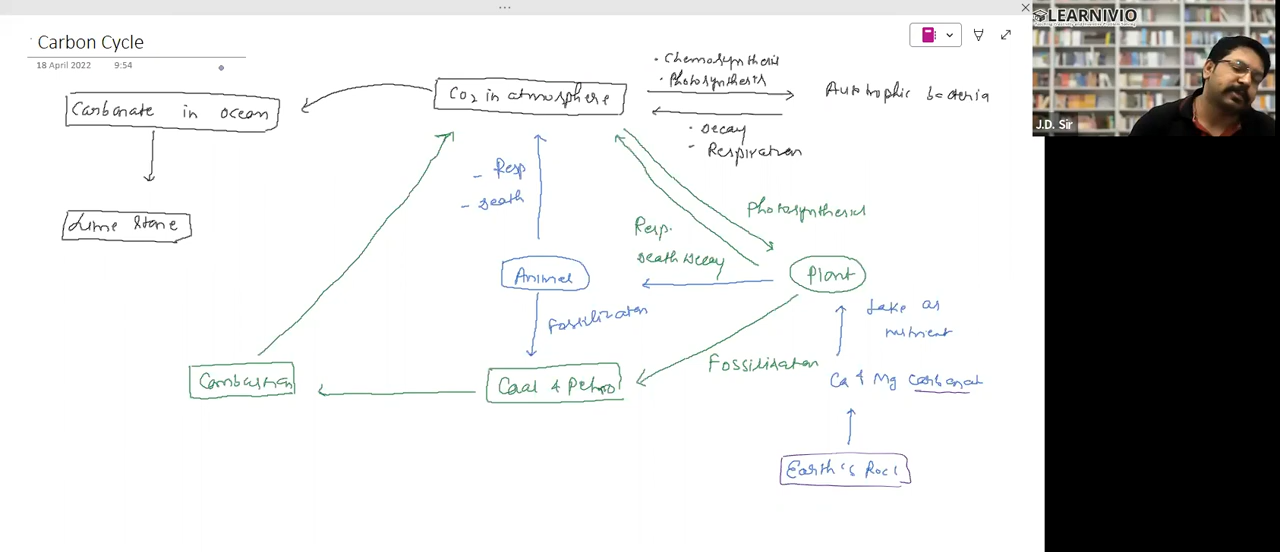 LEARNIVIO
Carbon Cycle
18 April 2022 9:54
J.D. Sir
Chemosynthesis
Photosynthesis
CO2 in atmosphere
Autotrophic bacteria
Carbonate in ocean
Decay
Respiration
- Resp
- Death
Lime Stone
Photosynthesis
Resp.
Death Decay
Animal
Plant
Fossilization
take as
nutrient
Fossilization
Combustion
Coal & Petro
Ca & Mg Carbonat
Earth's Rock